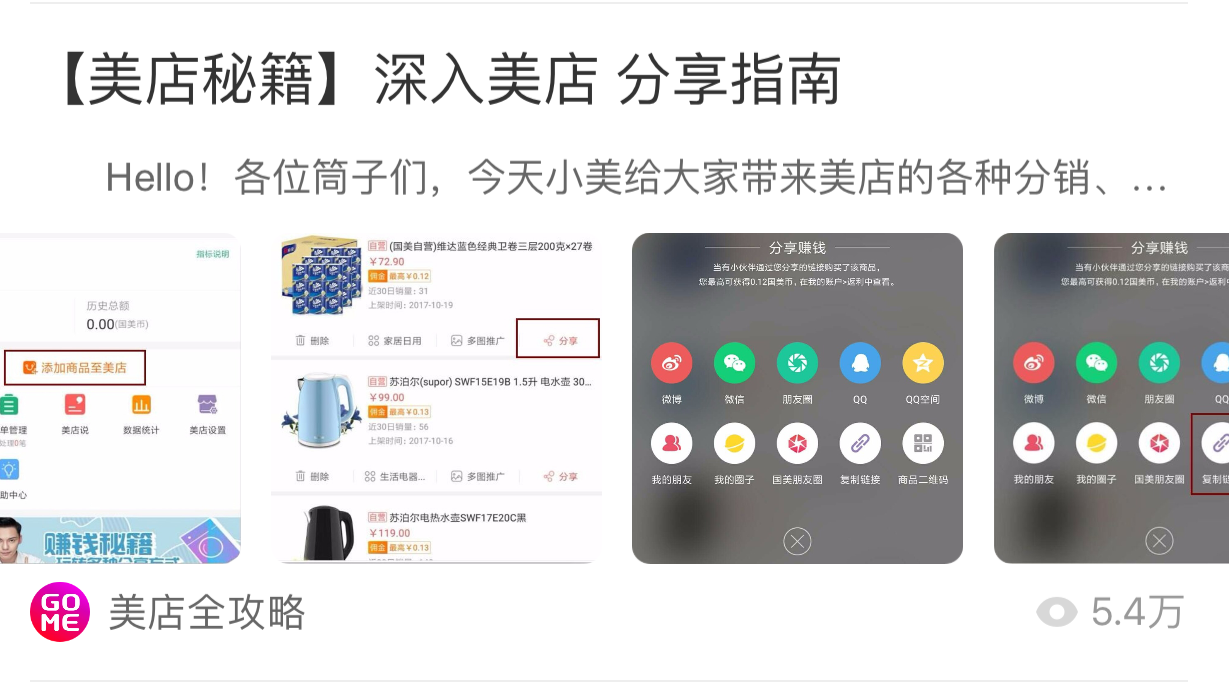 【美店秘籍】深入美店 分享指南
Hello！各位筒子们，今天小美给大家带来美店的各种分销、...
指标说明
历史总额
0.00(国美币)
添加商品至美店
单管理
美店说
数据统计
美店设置
处理0笔
助中心
赚钱秘籍
玩转各种分享方式
自营 (国美自营)维达蓝色经典卫卷三层200克×27卷
￥72.90
佣金 最高￥0.12
近30日销量：31
上架时间：2017-10-19
删除 家居日用 多图推广 分享
自营 苏泊尔(supor) SWF15E19B 1.5升 电水壶 30...
￥99.00
佣金 最高￥0.13
近30日销量：56
上架时间：2017-10-16
删除 生活电器... 多图推广 分享
自营 苏泊尔电热水壶SWF17E20C黑
￥119.00
佣金 最高￥0.13
分享赚钱
当有小伙伴通过您分享的链接购买了该商品，
您最高可获得0.12国美币，在我的账户>返利中查看。
微博 微信 朋友圈 QQ QQ空间
我的朋友 我的圈子 国美朋友圈 复制链接 商品二维码
分享赚钱
当有小伙伴通过您分享的链接购买了该商
您最高可获得0.12国美币，在我的账户>返利中
微博 微信 朋友圈 QQ
我的朋友 我的圈子 国美朋友圈 复制链
GOME
美店全攻略
5.4万